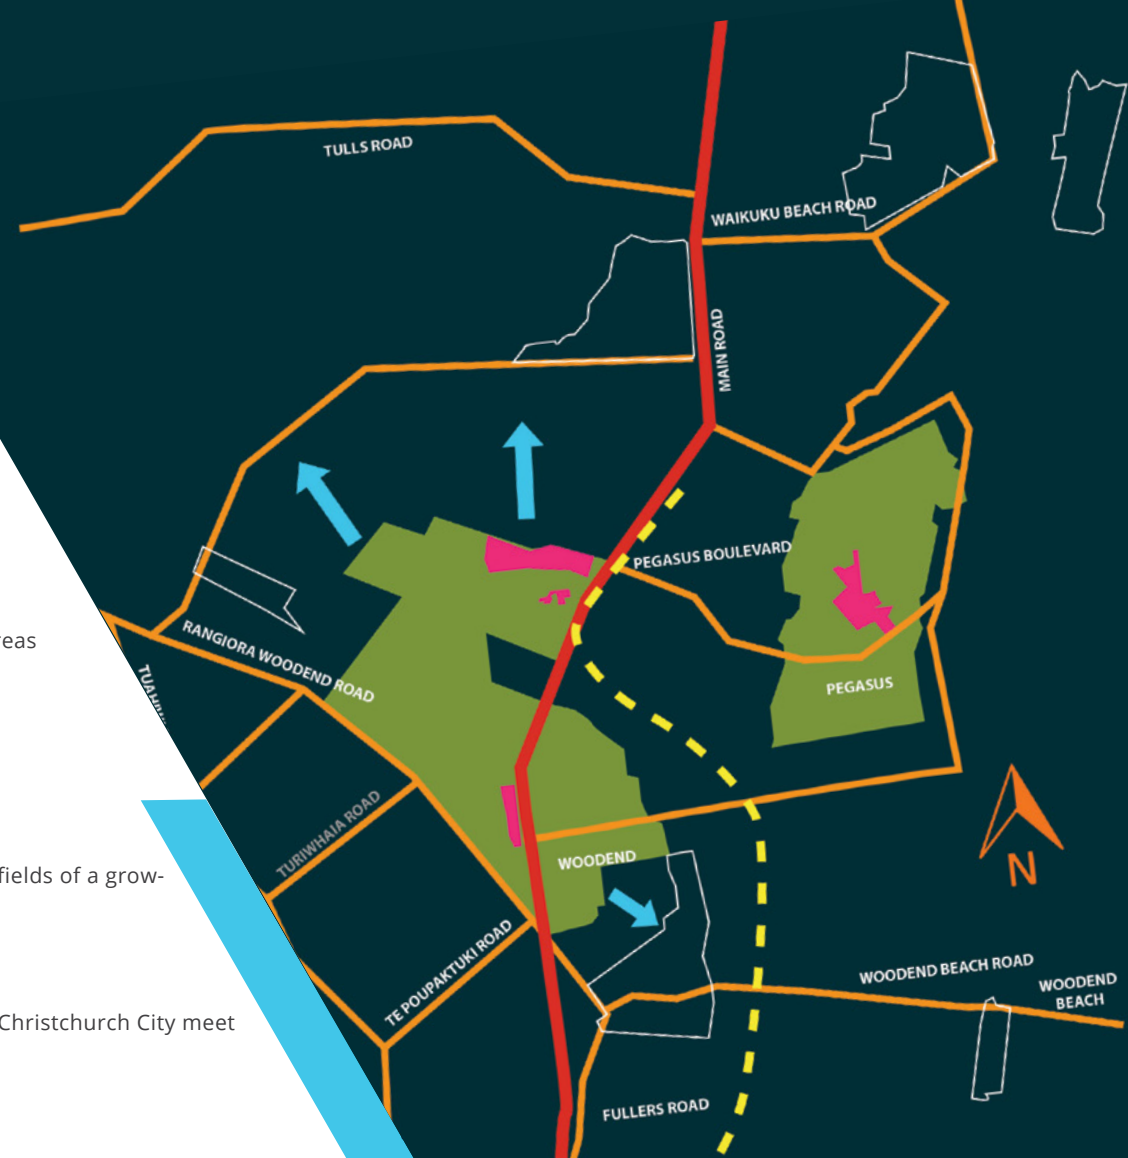 TULLS ROAD
WAIKUKU BEACH ROAD
MAIN ROAD
PEGASUS BOULEVARD
reas
RANGIORA WOODEND ROAD
PEGASUS
TURIWHAIA ROAD
WOODEND
fields of a grow-
N
TE POUPAKTUKI ROAD
WOODEND BEACH ROAD
WOODEND
BEACH
Christchurch City meet
FULLERS ROAD